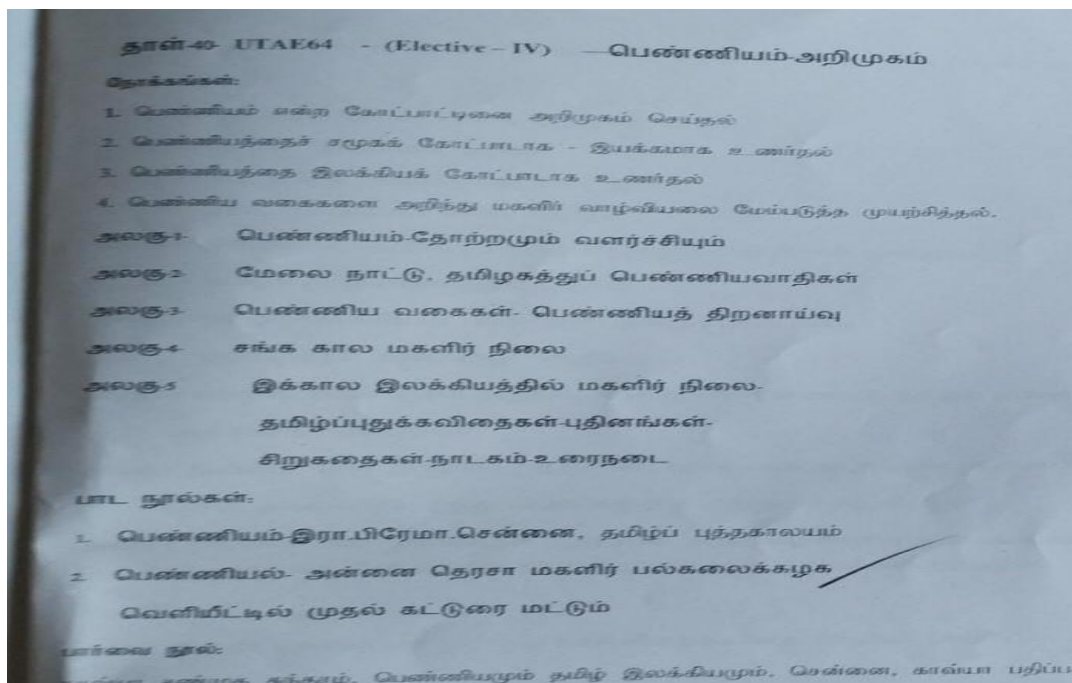 தாள்-40- UTAE64 - (Elective – IV) —பெண்ணியம்-அறிமுகம்
நோக்கங்கள்:
1. பெண்ணியம் என்ற கோட்பாட்டினை அறிமுகம் செய்தல்
2. பெண்ணியத்தைச் சமூகக் கோட்பாடாக - இயக்கமாக உணர்தல்
3. பெண்ணியத்தை இலக்கியக் கோட்பாடாக உணர்தல்
4. பெண்ணிய வகைகளை அறிந்து மகளிர் வாழ்வியலை மேம்படுத்த முயற்சித்தல்.
அலகு-1- பெண்ணியம்-தோற்றமும் வளர்ச்சியும்
அலகு-2- மேலை நாட்டு, தமிழகத்துப் பெண்ணியவாதிகள்
அலகு-3- பெண்ணிய வகைகள்- பெண்ணியத் திறனாய்வு
அலகு-4 சங்க கால மகளிர் நிலை
அலகு-5 இக்கால இலக்கியத்தில் மகளிர் நிலை-
தமிழ்ப்புதுக்கவிதைகள்-புதினங்கள்-
சிறுகதைகள்-நாடகம்-உரைநடை
பாட நூல்கள்:
1. பெண்ணியம்-இரா.பிரேமா.சென்னை, தமிழ்ப் புத்தகாலயம்
2. பெண்ணியல்- அன்னை தெரசா மகளிர் பல்கலைக்கழக
வெளியீட்டில் முதல் கட்டுரை மட்டும்
பார்வை நூல்:
சுந்தரம், பெண்ணியமும் தமிழ் இலக்கியமும், சென்னை, காவ்யா